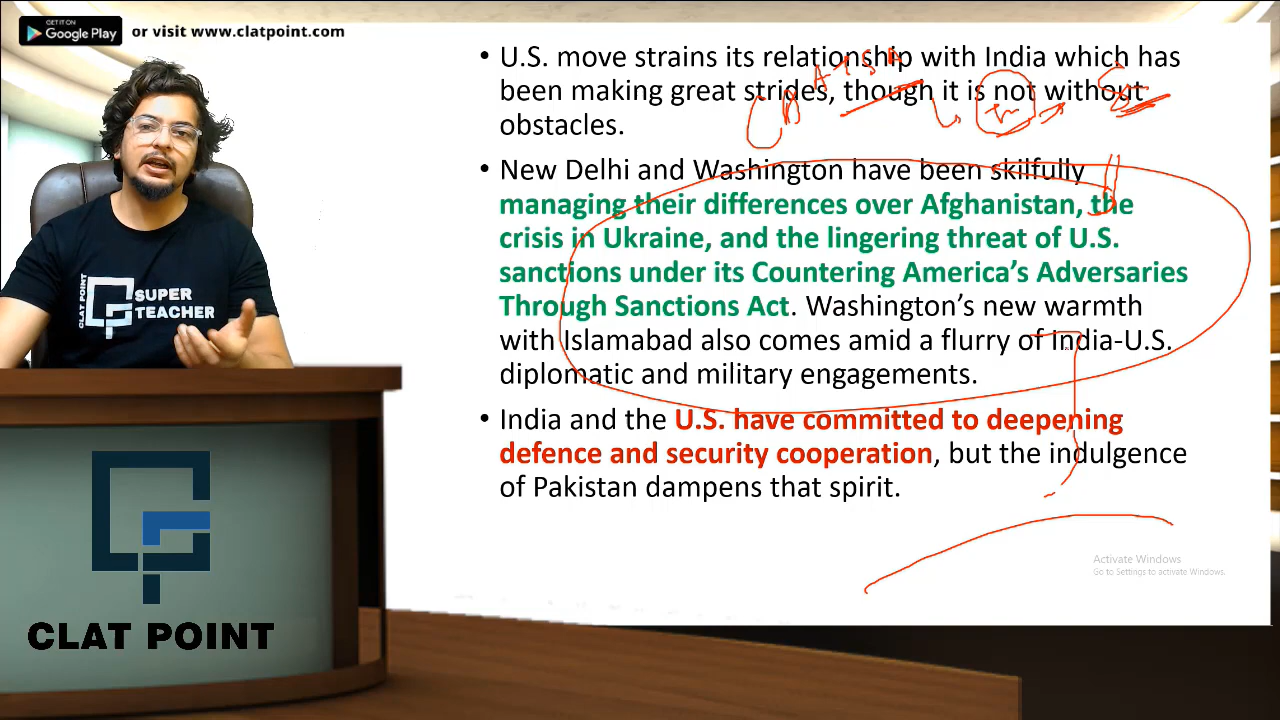 GET IT ON
Google Play
or visit www.clatpoint.com
• U.S. move strains its relationship with India which has
been making great strides, though it is not without
obstacles.
CAATSA
• New Delhi and Washington have been skilfully
managing their differences over Afghanistan, the
crisis in Ukraine, and the lingering threat of U.S.
sanctions under its Countering America's Adversaries
Through Sanctions Act. Washington's new warmth
with Islamabad also comes amid a flurry of India-U.S.
diplomatic and military engagements.
• India and the U.S. have committed to deepening
defence and security cooperation, but the indulgence
of Pakistan dampens that spirit.
CLAT POINT
SUPER
TEACHER
CLAT POINT
Activate Windows
Go to Settings to activate Windows.